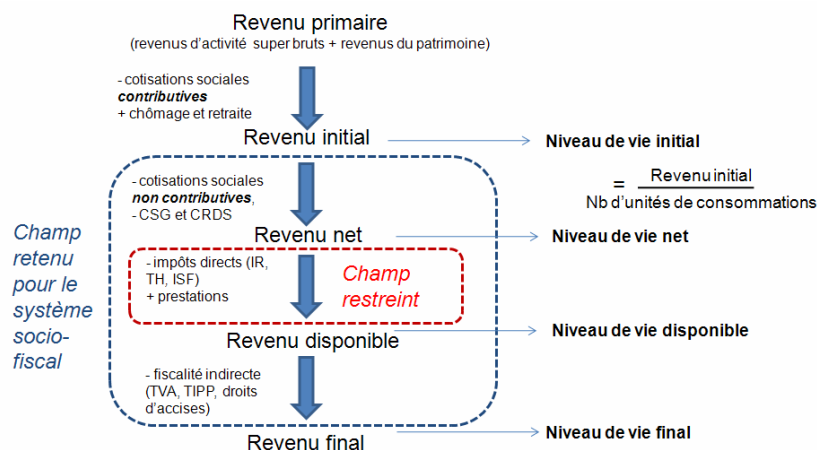 Revenu primaire
(revenus d'activité super bruts + revenus du patrimoine)
- cotisations sociales
contributives
+ chômage et retraite
Revenu initial
Niveau de vie initial
= Revenu initial
Nb d'unités de consommations
- cotisations sociales
non contributives,
- CSG et CRDS
Revenu net
Niveau de vie net
Champ
retenu
pour le
système
socio-
fiscal
- impôts directs (IR,
TH, ISF)
+ prestations
Champ
restreint
Revenu disponible
Niveau de vie disponible
- fiscalité indirecte
(TVA, TIPP, droits
d'accises)
Revenu final
Niveau de vie final